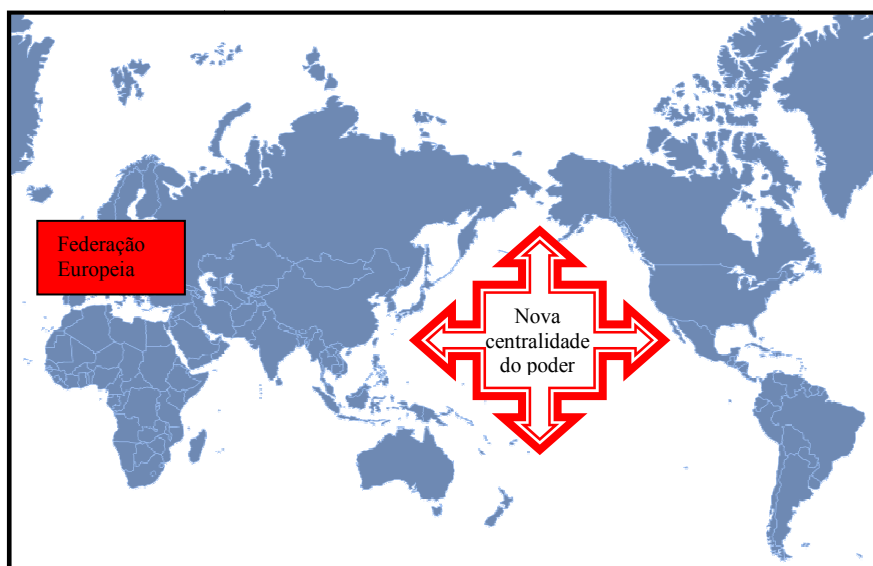 Federação
Europeia
Nova
centralidade
do poder